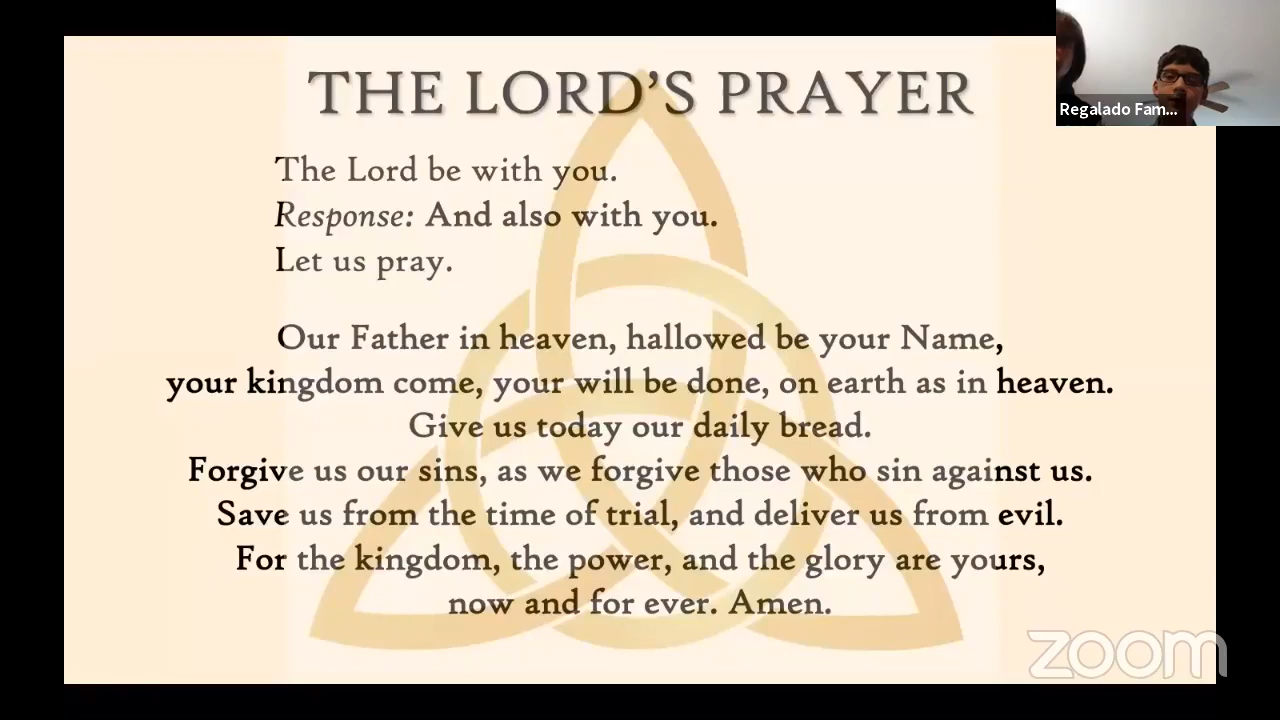 THE LORD'S PRAYER
Regalado Fam...
The Lord be with you.
Response: And also with you.
Let us pray.
Our Father in heaven, hallowed be your Name,
your kingdom come, your will be done, on earth as in heaven.
Give us today our daily bread.
Forgive us our sins, as we forgive those who sin against us.
Save us from the time of trial, and deliver us from evil.
For the kingdom, the power, and the glory are yours,
now and for ever. Amen.
zoom